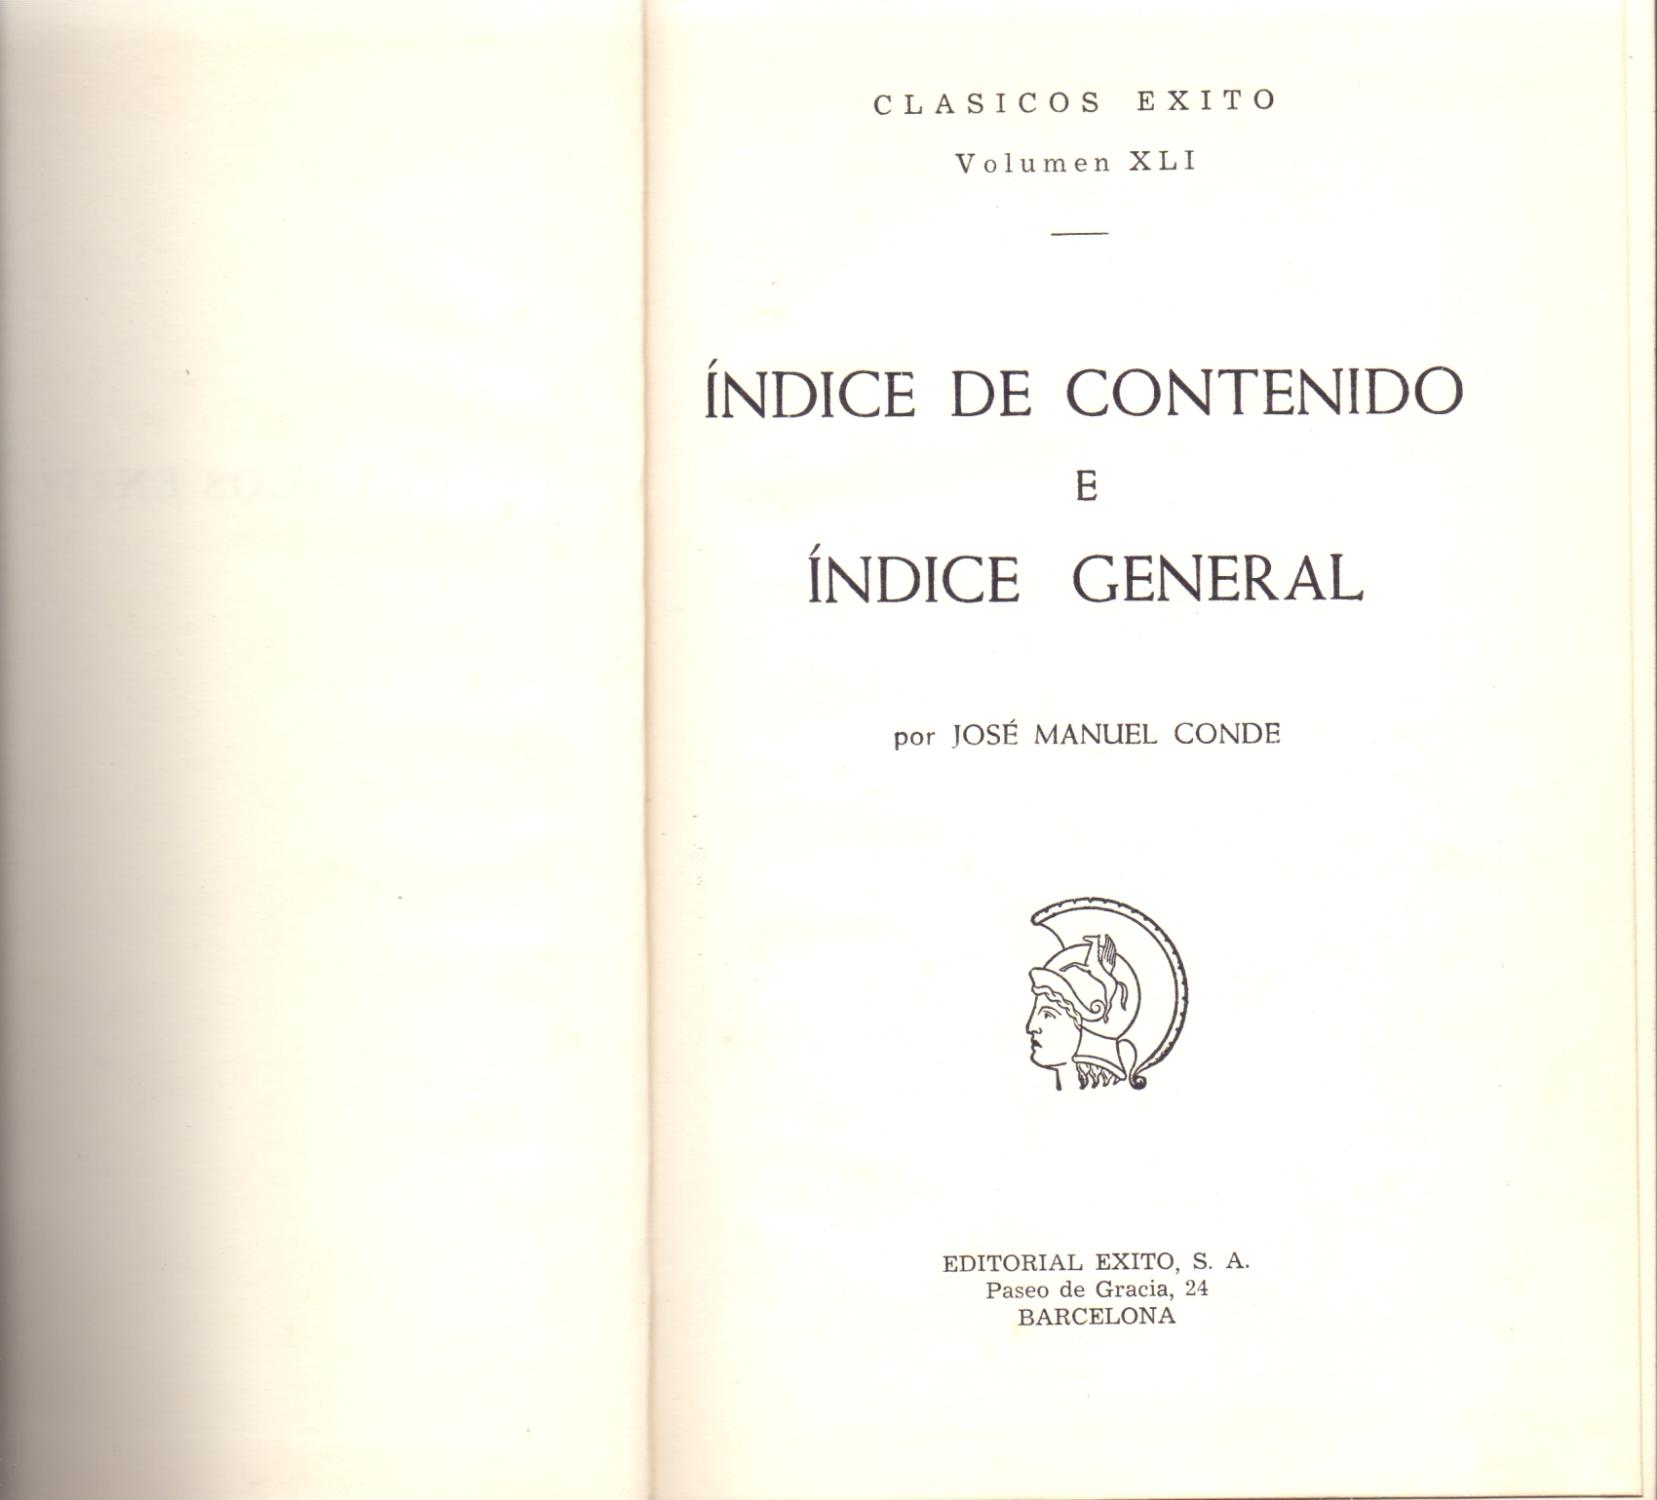 CLASICOS EXITO
Volumen XLI
ÍNDICE DE CONTENIDO
E
ÍNDICE GENERAL
por JOSÉ MANUEL CONDE
EDITORIAL EXITO, S. A.
Paseo de Gracia, 24
BARCELONA